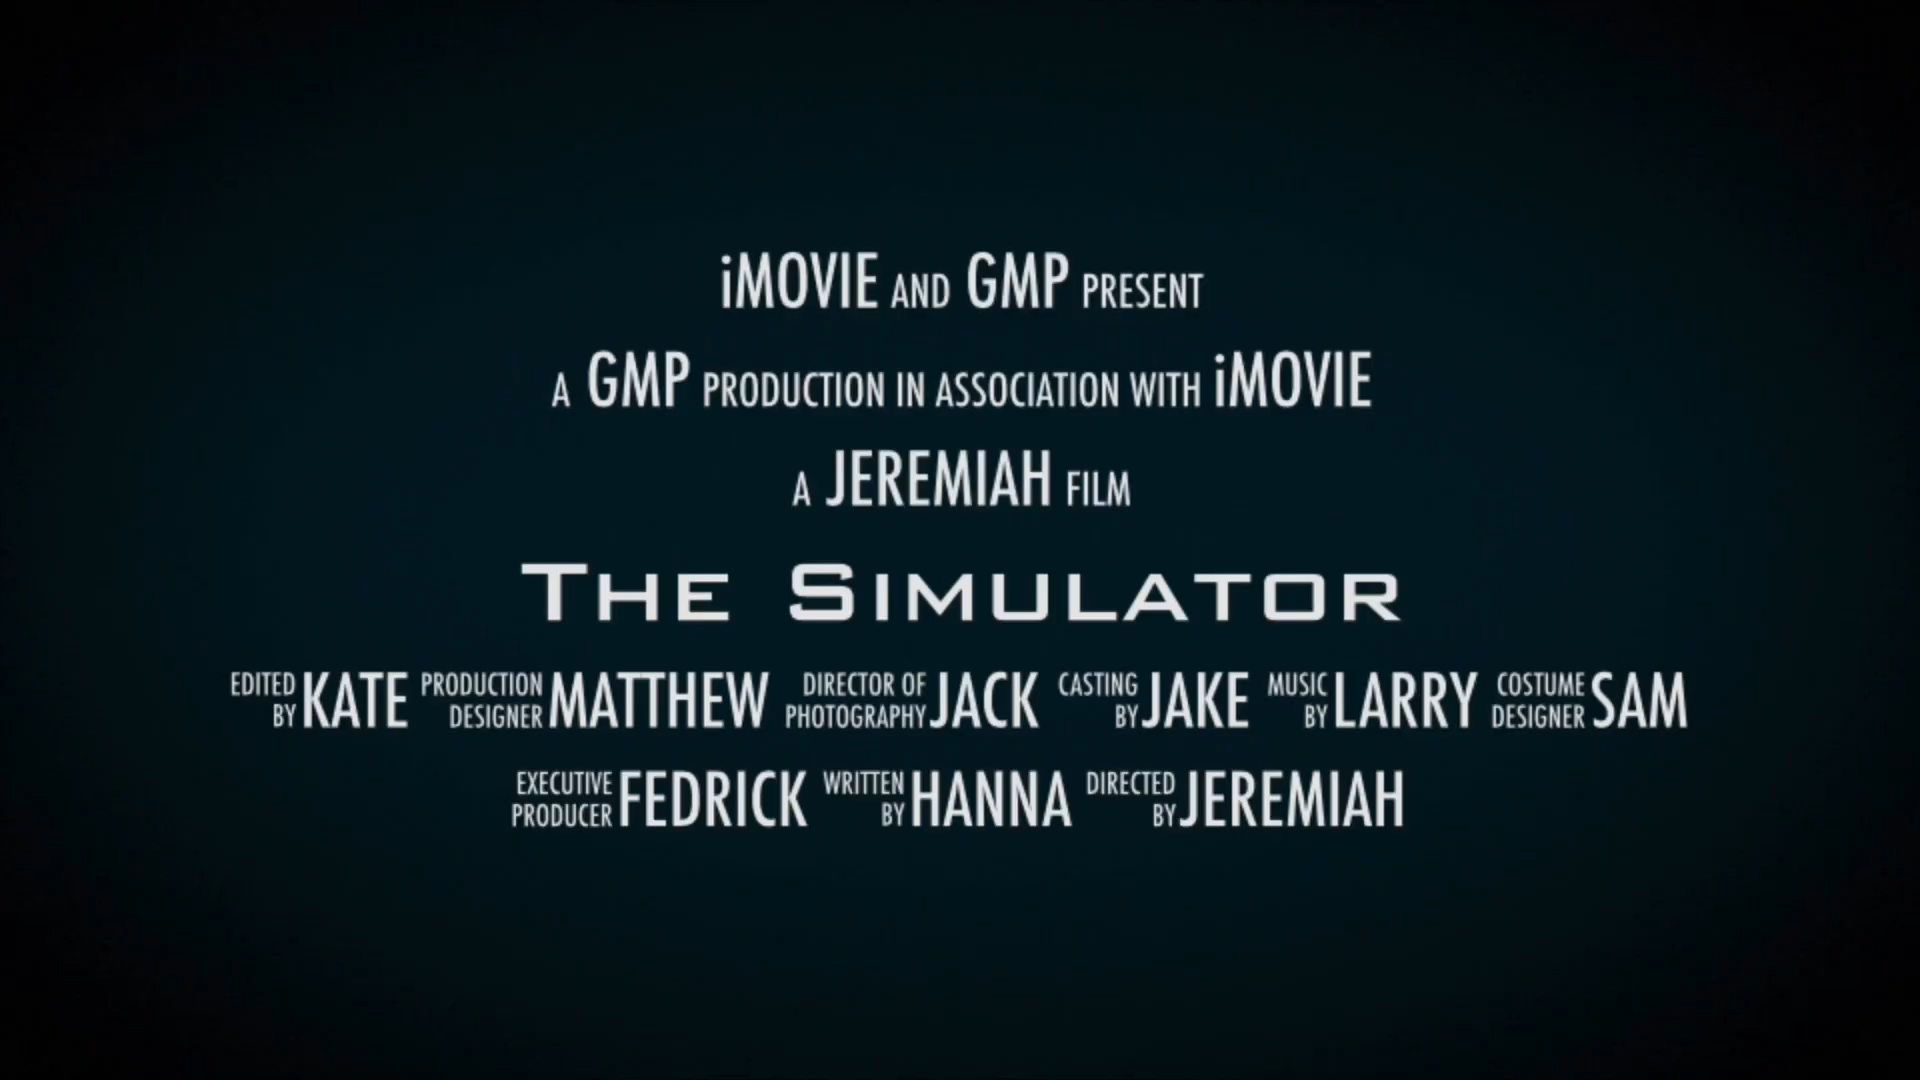 iMOVIE AND GMP PRESENT
A GMP PRODUCTION IN ASSOCIATION WITH iMOVIE
A JEREMIAH FILM
THE SIMULATOR
EDITED BY KATE PRODUCTION DESIGNER MATTHEW DIRECTOR OF PHOTOGRAPHY JACK CASTING BY JAKE MUSIC BY LARRY COSTUME DESIGNER SAM
EXECUTIVE PRODUCER FEDRICK WRITTEN BY HANNA DIRECTED BY JEREMIAH